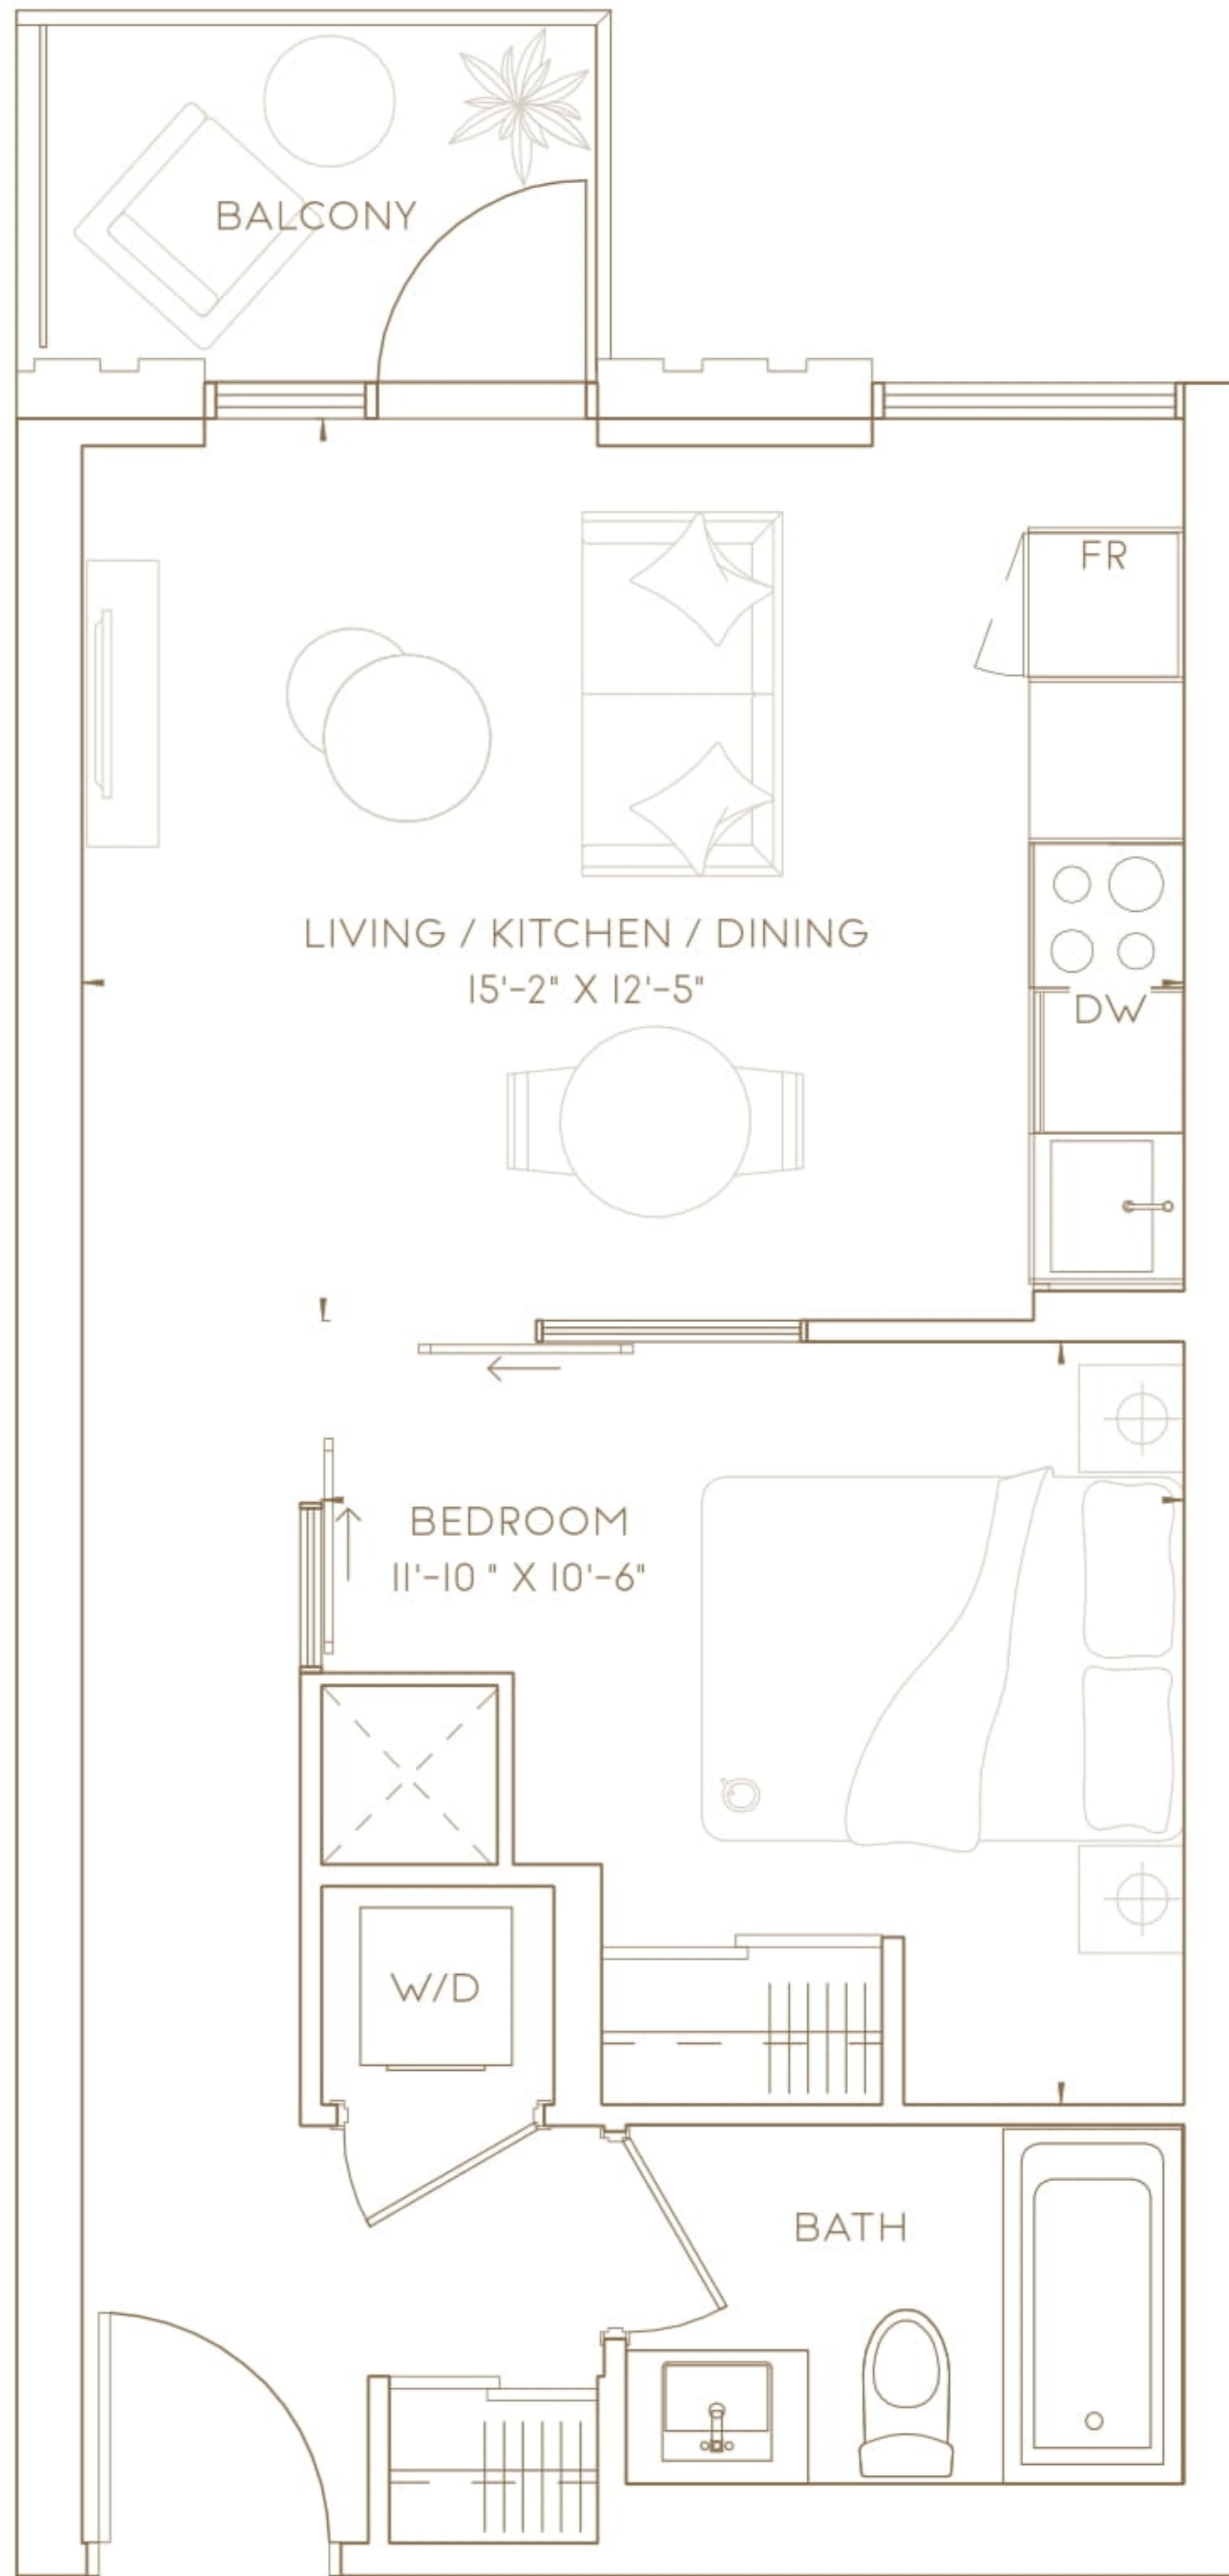 BALCONY
FR
LIVING / KITCHEN / DINING
15'-2" X 12'-5"
DW
BEDROOM
11'-10 " X 10'-6"
W/D
BATH